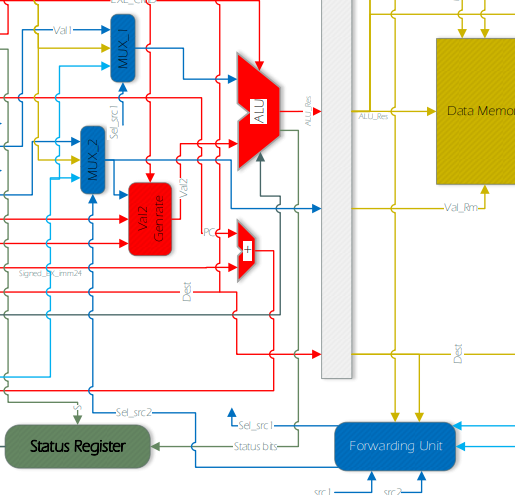 EXE_CMD
Val1
MUX_1
Sel_src1
ALU
ALU_Res
ALU_Res
Data Memor
MUX_2
Val2
Val2
Genrate
Val_Rm
PC
+
Signed_EX_imm24
Dest
Dest
S
Sel_src2
Sel_src1
Status Register
Status bits
Forwarding Unit
src1
src2